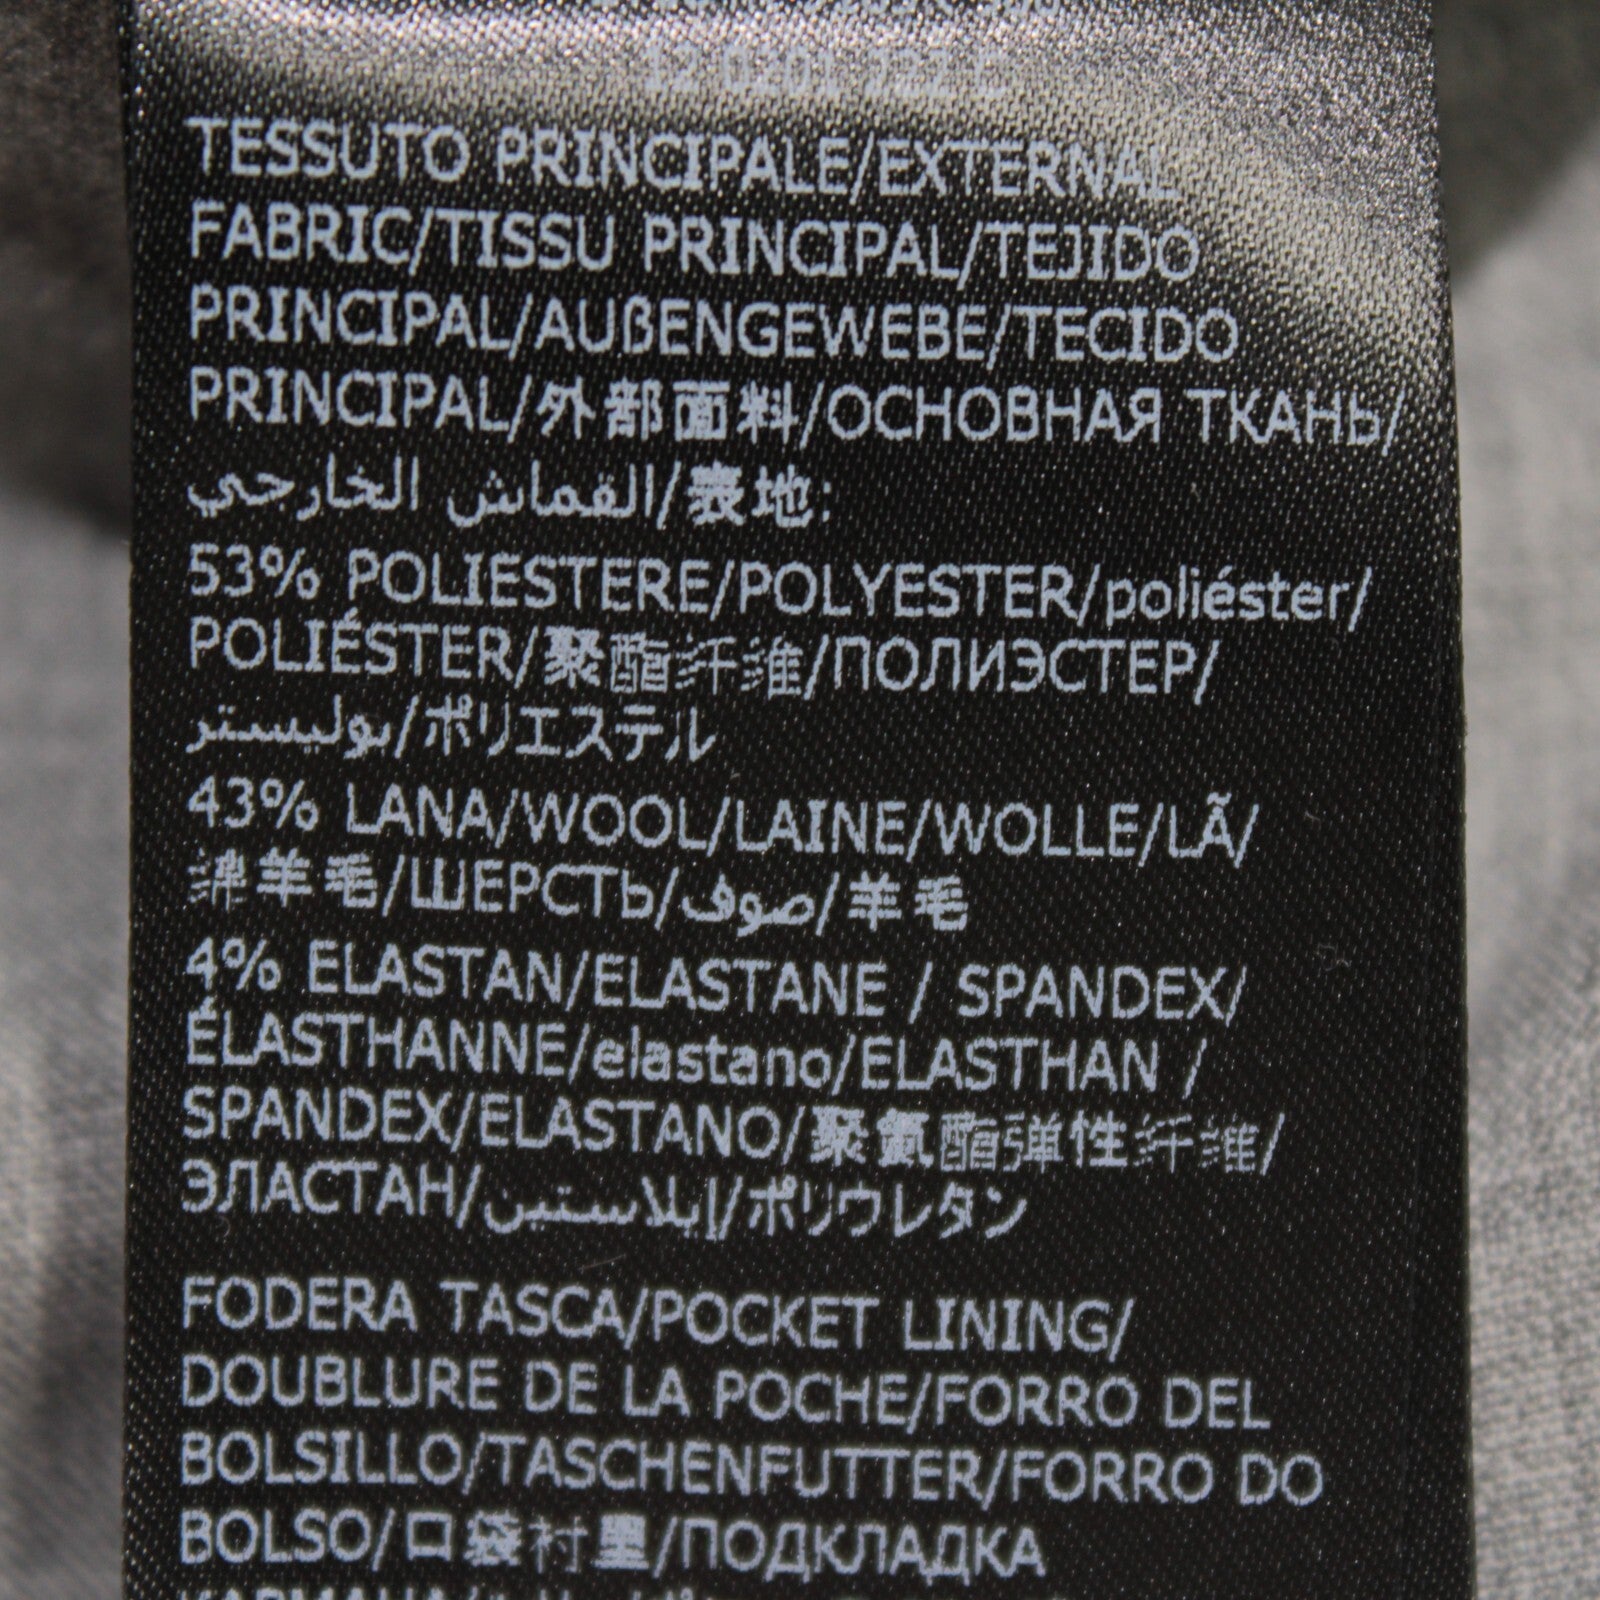 TESSUTO PRINCIPALE/EXTERNAL
FABRIC/TISSU PRINCIPAL/TEJIDO
PRINCIPAL/AUßENGEWEBE/TECIDO
PRINCIPAL/外部面料/ОСНОВНАЯ ТКАНЬ/
القماش الخارجي/表地:
53% POLIESTERE/POLYESTER/poliéster/
POLIÉSTER/聚酯纤维/ПОЛИЭСТЕР/
بوليستر/ポリエステル
43% LANA/WOOL/LAINE/WOLLE/LÃ/
绵羊毛/ШЕРСТЬ/صوف/羊毛
4% ELASTAN/ELASTANE / SPANDEX/
ÉLASTHANNE/elastano/ELASTHAN /
SPANDEX/ELASTANO/聚氨酯弹性纤维/
ЭЛАСТАН/إيلاستين/ポリウレタン
FODERA TASCA/POCKET LINING/
DOUBLURE DE LA POCHE/FORRO DEL
BOLSILLO/TASCHENFUTTER/FORRO DO
BOLSO/口袋衬里/ПОДКЛАДКА